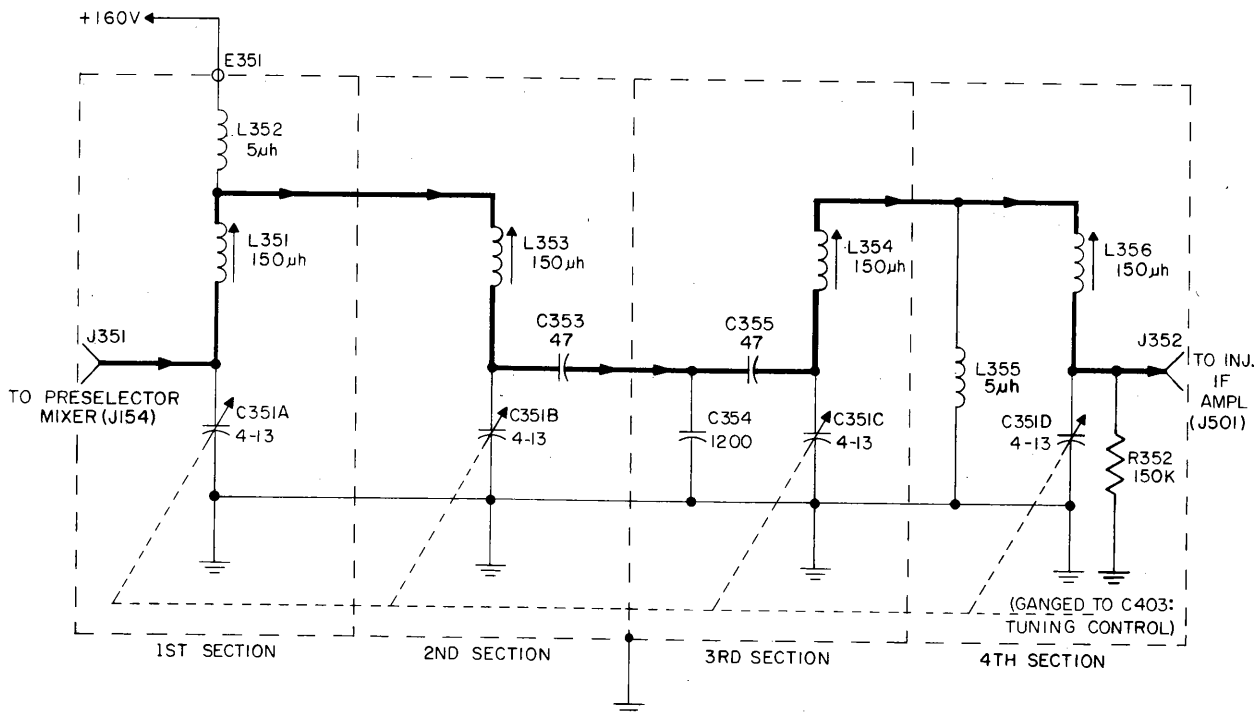 +160V
E351
L352
5μh
L351
150μh
L353
150μh
L354
150μh
L356
150μh
J351
TO PRESELECTOR
MIXER (J154)
C353
47
C355
47
L355
5μh
J352
TO INJ.
IF
AMPL
(J501)
C351A
4-13
C351B
4-13
C354
1200
C351C
4-13
C351D
4-13
R352
150K
(GANGED TO C403:
TUNING CONTROL)
1ST SECTION
2ND SECTION
3RD SECTION
4TH SECTION